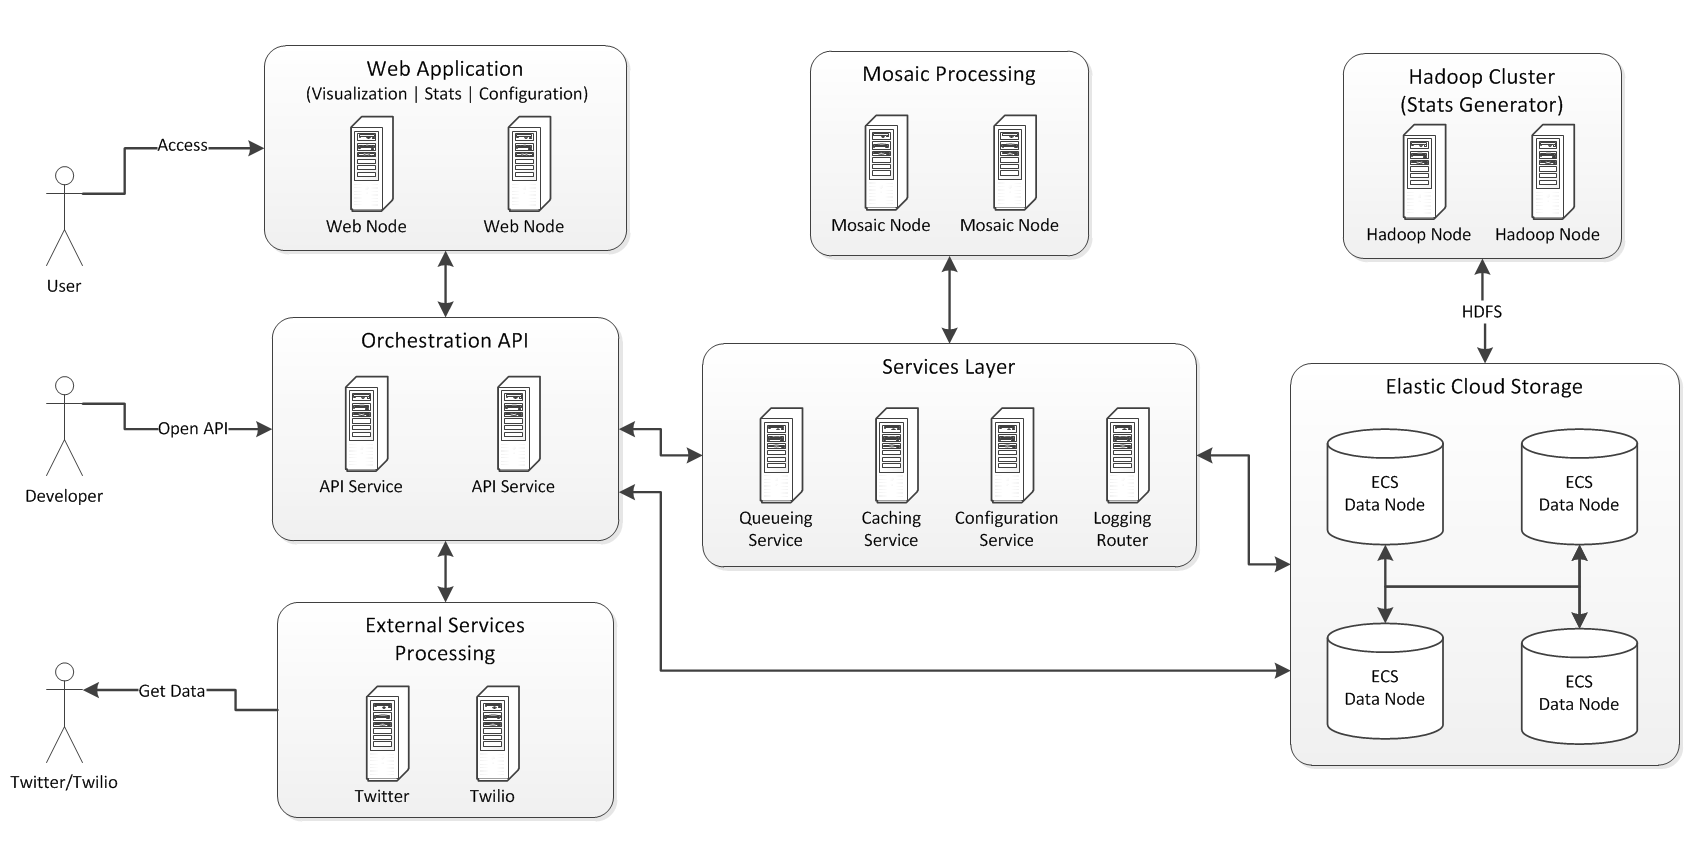 Web Application
(Visualization | Stats | Configuration)
Web Node
Web Node
Access
User
Mosaic Processing
Mosaic Node
Mosaic Node
Hadoop Cluster
(Stats Generator)
Hadoop Node
Hadoop Node
HDFS
Orchestration API
API Service
API Service
Open API
Developer
Services Layer
Queueing
Service
Caching
Service
Configuration
Service
Logging
Router
Elastic Cloud Storage
ECS
Data Node
ECS
Data Node
ECS
Data Node
ECS
Data Node
External Services
Processing
Twitter
Twilio
Get Data
Twitter/Twilio